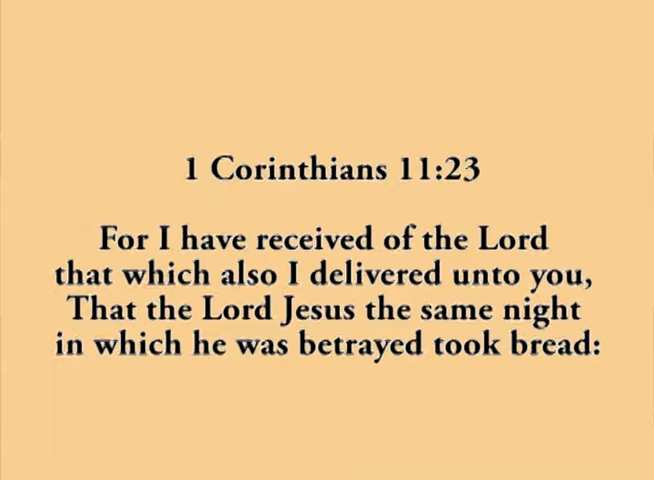 1 Corinthians 11:23
For I have received of the Lord
that which also I delivered unto you,
That the Lord Jesus the same night
in which he was betrayed took bread: